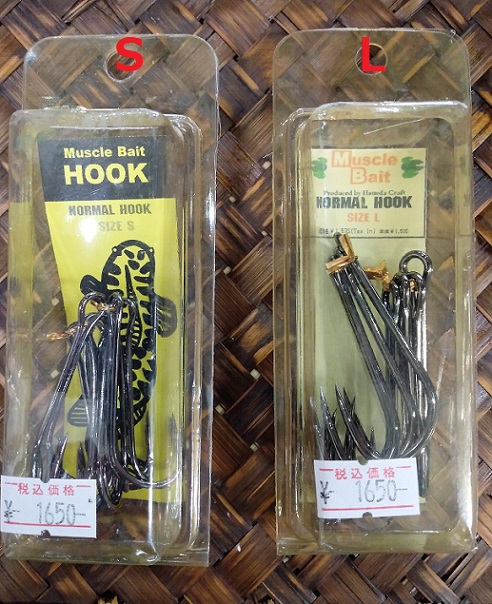 S
Muscle Bait
HOOK
NORMAL HOOK
SIZE S
税込価格
¥ 1650-
L
Muscle
Bait
Produced by Haneda Craft
NORMAL HOOK
SIZE L
税込価格
¥ 1650-